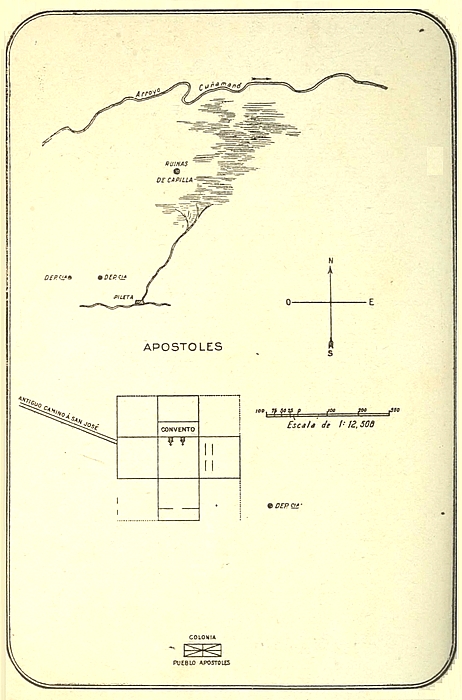 Arroyo Cuñamanó
RUINAS
DE CAPILLA
DEP. CIA
DEP. CIA
PILETA
N
O E
S
APOSTOLES
ANTIGUO CAMINO Á SAN JOSÉ
CONVENTO
100 75 50 25 0 100 200 300
Escala de 1:12,500
DEP CIA
COLONIA
PUEBLO APOSTOLES